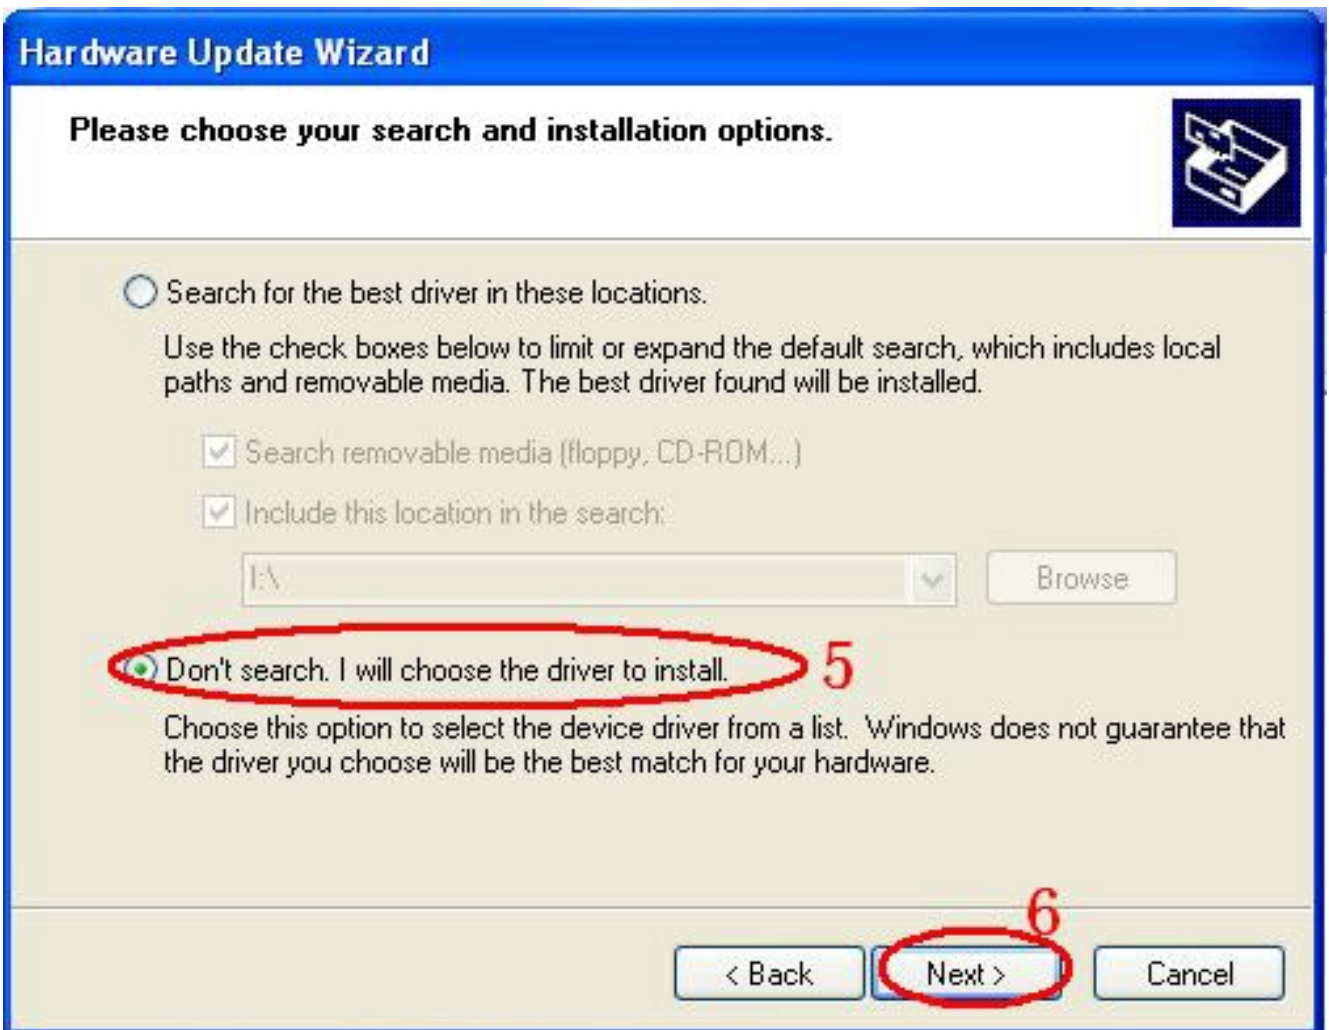 Hardware Update Wizard
Please choose your search and installation options.
Search for the best driver in these locations.
Use the check boxes below to limit or expand the default search, which includes local
paths and removable media. The best driver found will be installed.
Search removable media (floppy, CD-ROM...)
Include this location in the search:
I:\
Browse
Don't search. I will choose the driver to install.
5
Choose this option to select the device driver from a list. Windows does not guarantee that
the driver you choose will be the best match for your hardware.
6
< Back
Next >
Cancel